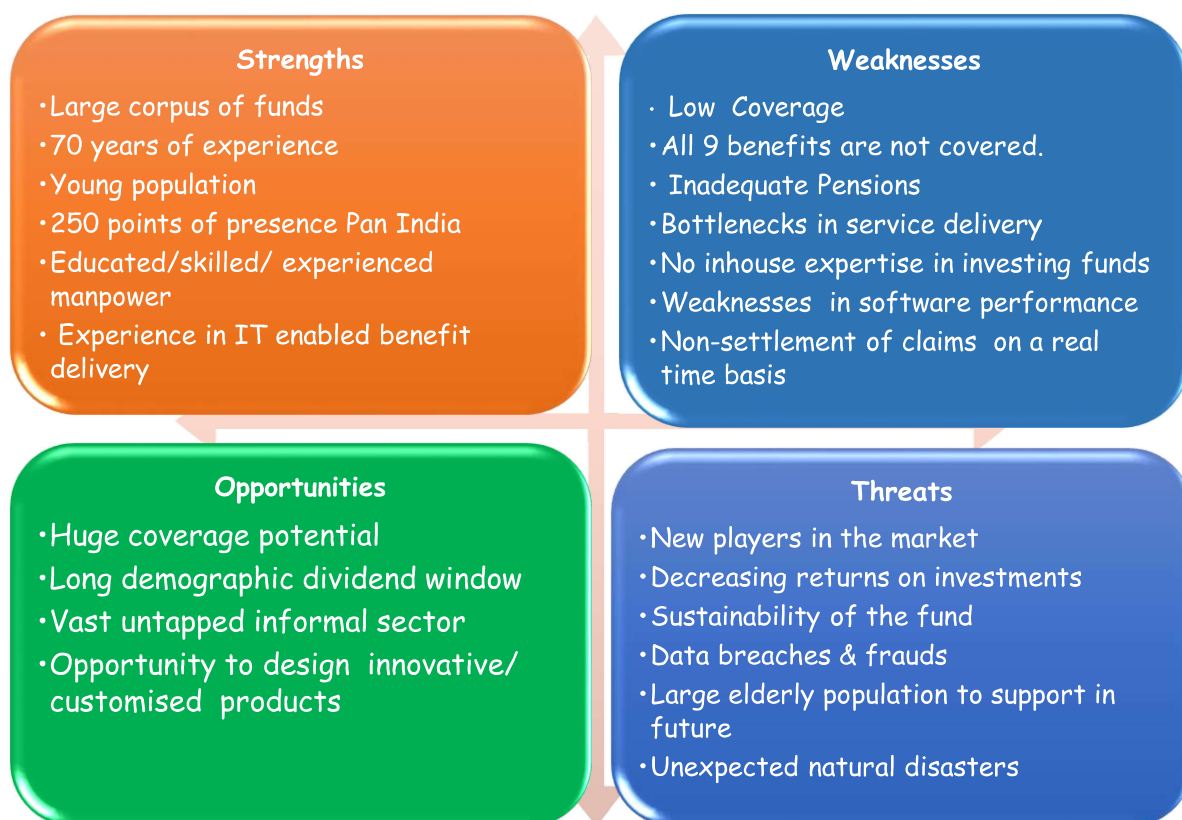 Strengths
•Large corpus of funds
•70 years of experience
•Young population
•250 points of presence Pan India
•Educated/skilled/ experienced
manpower
• Experience in IT enabled benefit
delivery
Weaknesses
• Low  Coverage
•All 9 benefits are not covered.
• Inadequate Pensions
•Bottlenecks in service delivery
•No inhouse expertise in investing funds
•Weaknesses  in software performance
•Non-settlement of claims  on a real
time basis
Opportunities
•Huge coverage potential
•Long demographic dividend window
•Vast untapped informal sector
•Opportunity to design  innovative/
customised  products
Threats
•New players in the market
•Decreasing returns on investments
•Sustainability of the fund
•Data breaches & frauds
•Large elderly population to support in
future
•Unexpected natural disasters